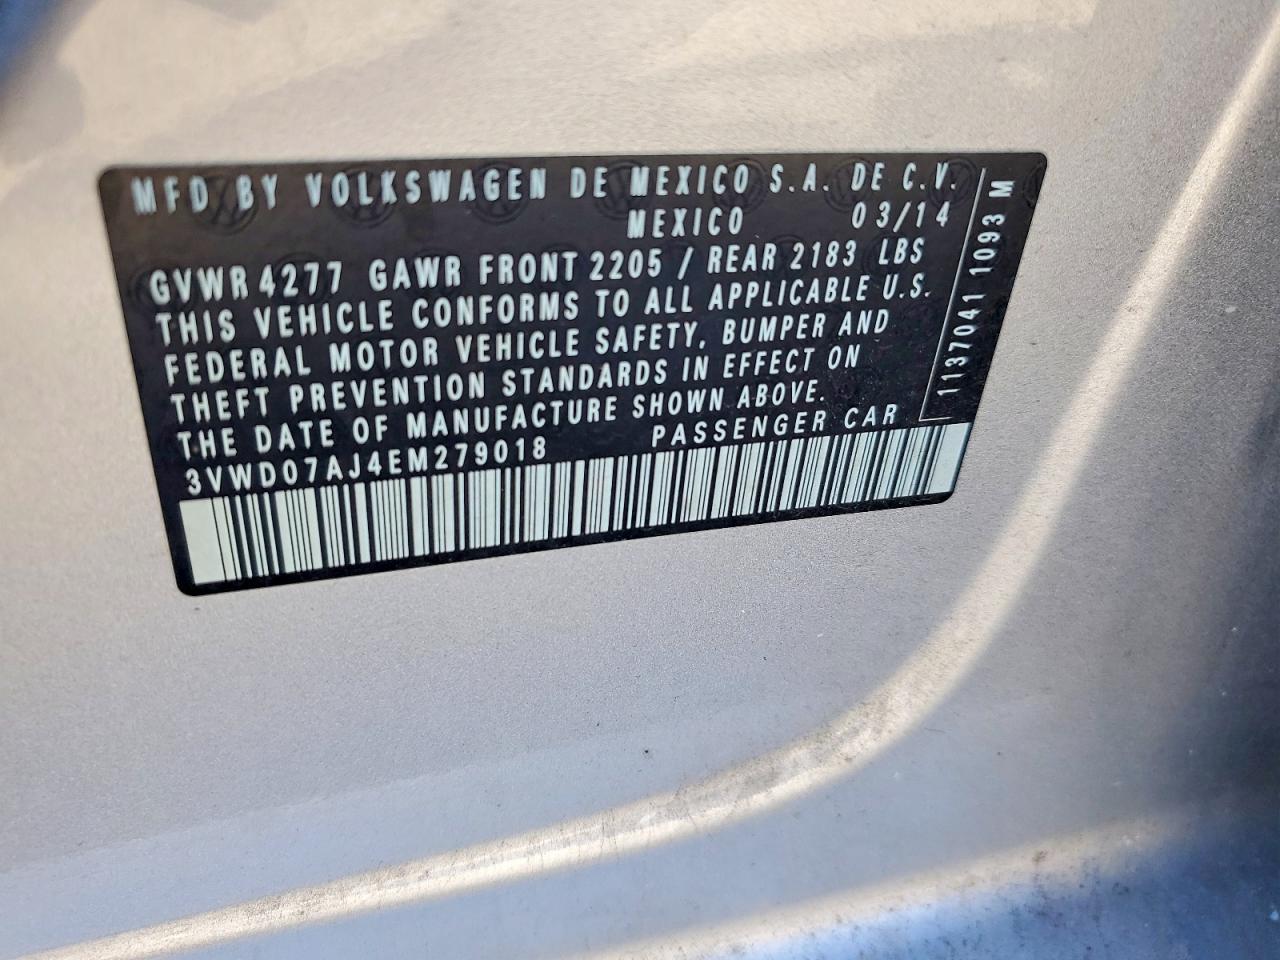 MFD BY VOLKSWAGEN DE MEXICO S.A. DE C.V.
MEXICO 03/14
GVWR 4277 GAWR FRONT 2205 / REAR 2183 LBS
THIS VEHICLE CONFORMS TO ALL APPLICABLE U.S.
FEDERAL MOTOR VEHICLE SAFETY, BUMPER AND
THEFT PREVENTION STANDARDS IN EFFECT ON
THE DATE OF MANUFACTURE SHOWN ABOVE.
3VWD07AJ4EM279018 PASSENGER CAR
1137041 1093 M